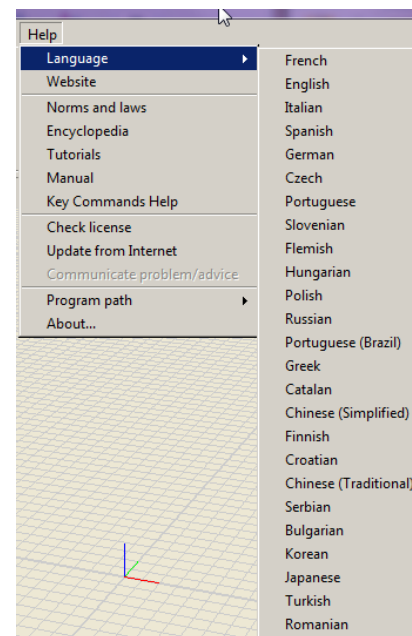 Help
Language
Website
Norms and laws
Encyclopedia
Tutorials
Manual
Key Commands Help
Check license
Update from Internet
Communicate problem/advice
Program path
About...
French
English
Italian
Spanish
German
Czech
Portuguese
Slovenian
Flemish
Hungarian
Polish
Russian
Portuguese (Brazil)
Greek
Catalan
Chinese (Simplified)
Finnish
Croatian
Chinese (Traditional)
Serbian
Bulgarian
Korean
Japanese
Turkish
Romanian